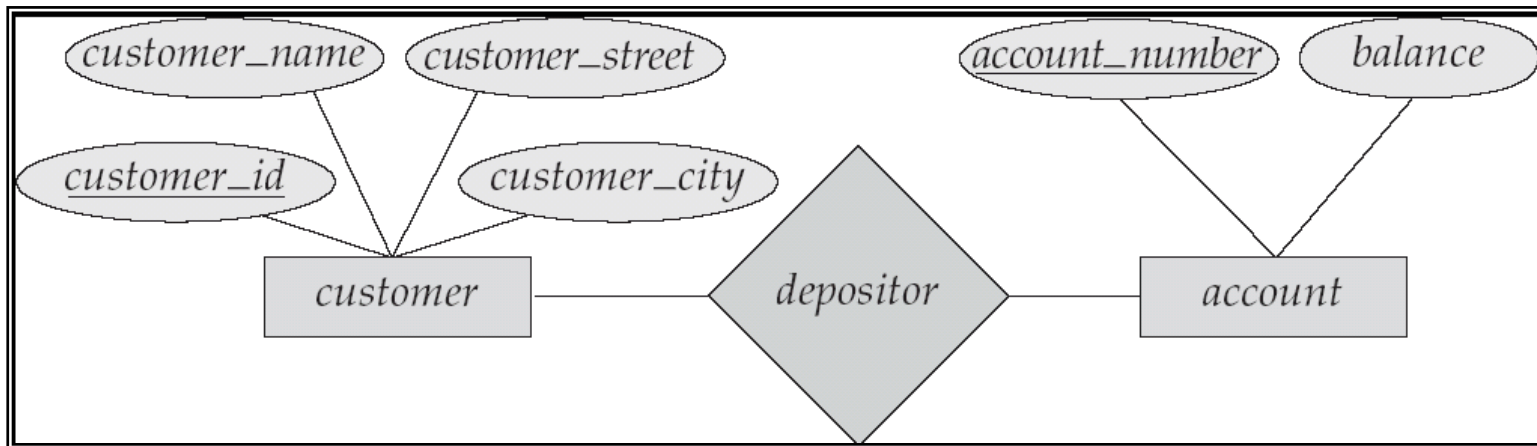 customer_name customer_street account_number balance
customer_id customer_city
customer depositor account